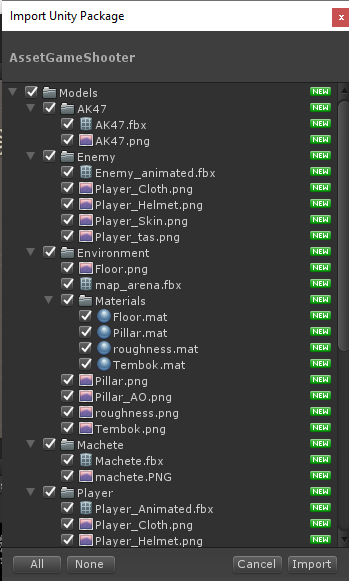 Import Unity Package
x
AssetGameShooter
Models NEW
AK47 NEW
AK47.fbx NEW
AK47.png NEW
Enemy NEW
Enemy_animated.fbx NEW
Player_Cloth.png NEW
Player_Helmet.png NEW
Player_Skin.png NEW
Player_tas.png NEW
Environment NEW
Floor.png NEW
map_arena.fbx NEW
Materials NEW
Floor.mat NEW
Pillar.mat NEW
roughness.mat NEW
Tembok.mat NEW
Pillar.png NEW
Pillar_AO.png NEW
roughness.png NEW
Tembok.png NEW
Machete NEW
Machete.fbx NEW
machete.PNG NEW
Player NEW
Player_Animated.fbx NEW
Player_Cloth.png NEW
Player_Helmet.png NEW
All None Cancel Import